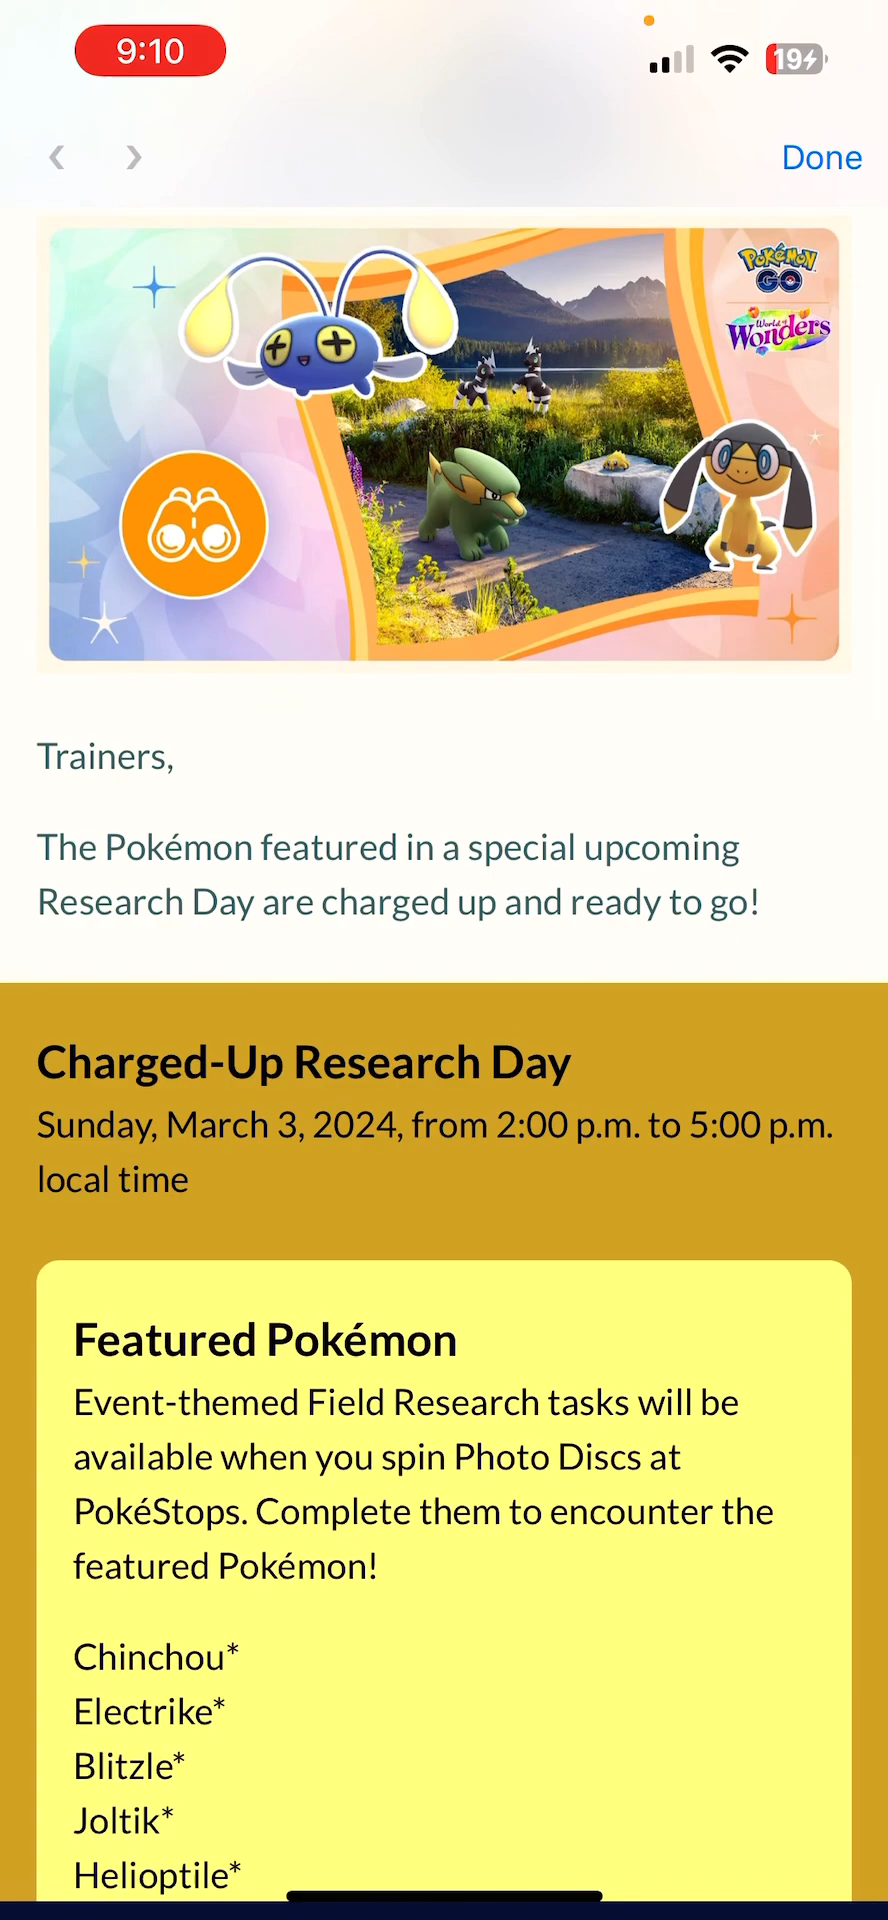 9:10
19
Done
Pokémon
GO
World of
Wonders
Trainers,
The Pokémon featured in a special upcoming
Research Day are charged up and ready to go!
Charged-Up Research Day
Sunday, March 3, 2024, from 2:00 p.m. to 5:00 p.m.
local time
Featured Pokémon
Event-themed Field Research tasks will be
available when you spin Photo Discs at
PokéStops. Complete them to encounter the
featured Pokémon!
Chinchou*
Electrike*
Blitzle*
Joltik*
Helioptile*